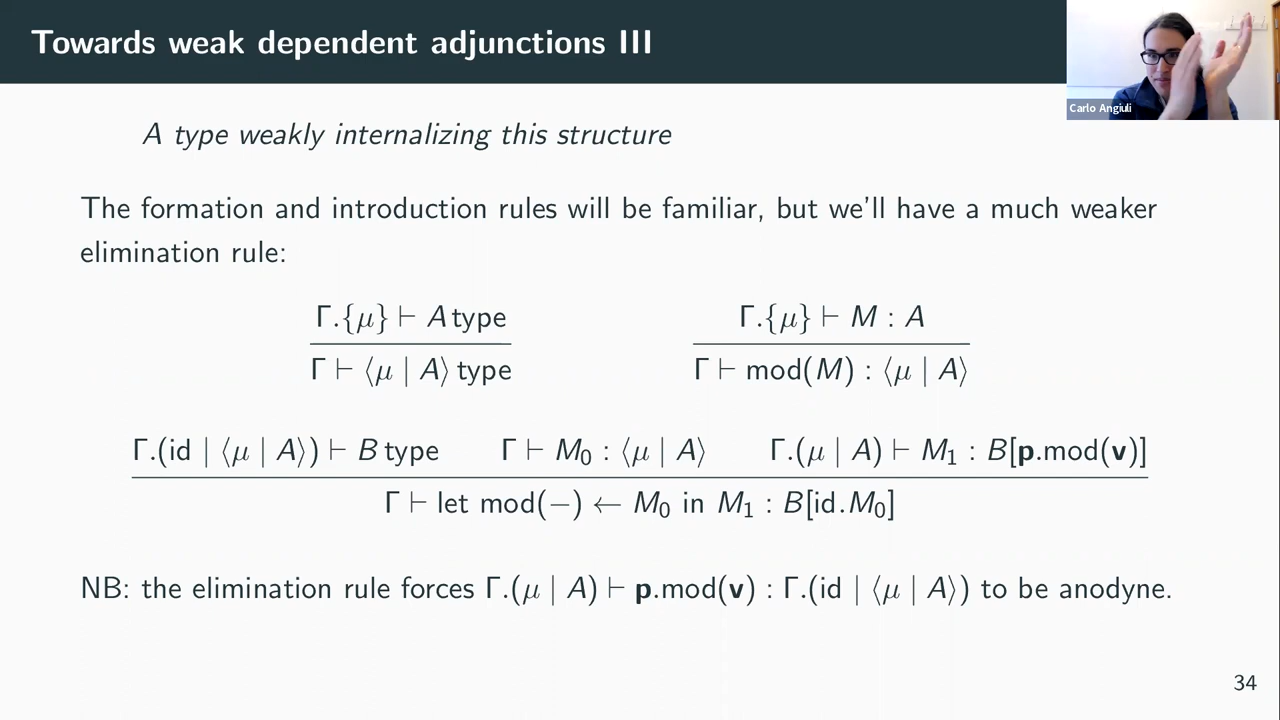 Towards weak dependent adjunctions III
Carlo Angiuli
A type weakly internalizing this structure
The formation and introduction rules will be familiar, but we'll have a much weaker
elimination rule:
Γ.{μ} ⊢ A type
Γ ⊢ ⟨μ | A⟩ type
Γ.{μ} ⊢ M : A
Γ ⊢ mod(M) : ⟨μ | A⟩
Γ.(id | ⟨μ | A⟩) ⊢ B type Γ ⊢ M₀ : ⟨μ | A⟩ Γ.(μ | A) ⊢ M₁ : B[p.mod(v)]
Γ ⊢ let mod(−) ← M₀ in M₁ : B[id.M₀]
NB: the elimination rule forces Γ.(μ | A) ⊢ p.mod(v) : Γ.(id | ⟨μ | A⟩) to be anodyne.
34